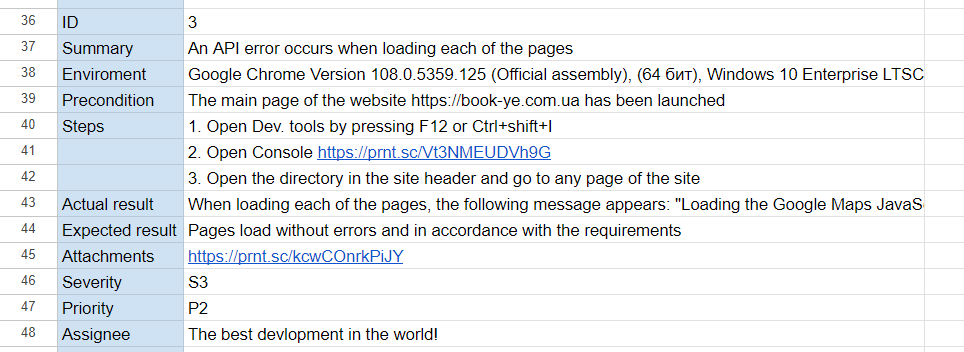 36 ID 3
37 Summary An API error occurs when loading each of the pages
38 Enviroment Google Chrome Version 108.0.5359.125 (Official assembly), (64 бит), Windows 10 Enterprise LTSC
39 Precondition The main page of the website https://book-ye.com.ua has been launched
40 Steps 1. Open Dev. tools by pressing F12 or Ctrl+shift+I
41 2. Open Console https://prnt.sc/Vt3NMEUDVh9G
42 3. Open the directory in the site header and go to any page of the site
43 Actual result When loading each of the pages, the following message appears: "Loading the Google Maps JavaS
44 Expected result Pages load without errors and in accordance with the requirements
45 Attachments https://prnt.sc/kcwCOnrkPiJY
46 Severity S3
47 Priority P2
48 Assignee The best devlopment in the world!